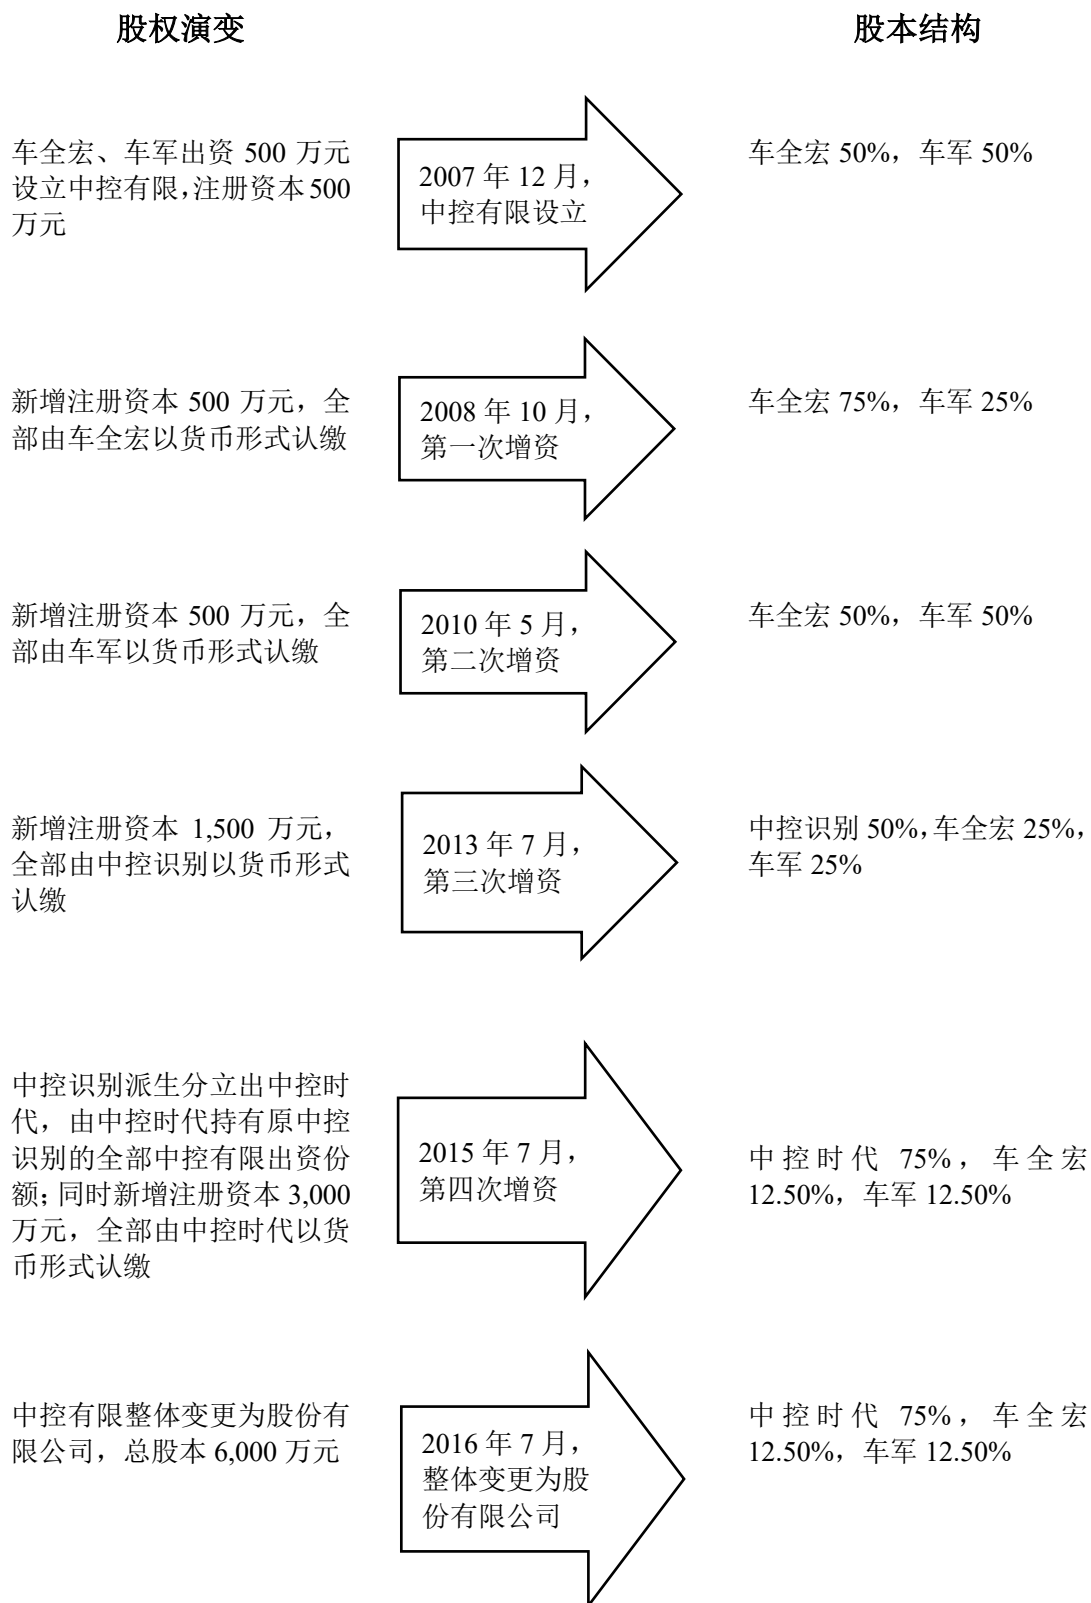 股权演变
股本结构
车全宏、车军出资 500 万元
设立中控有限，注册资本 500
万元
2007 年 12 月，
中控有限设立
车全宏 50%，车军 50%
新增注册资本 500 万元，全
部由车全宏以货币形式认缴
2008 年 10 月，
第一次增资
车全宏 75%，车军 25%
新增注册资本 500 万元，全
部由车军以货币形式认缴
2010 年 5 月，
第二次增资
车全宏 50%，车军 50%
新增注册资本 1,500 万元，
全部由中控识别以货币形式
认缴
2013 年 7 月，
第三次增资
中控识别 50%，车全宏 25%，
车军 25%
中控识别派生分立出中控时
代，由中控时代持有原中控
识别的全部中控有限出资份
额；同时新增注册资本 3,000
万元，全部由中控时代以货
币形式认缴
2015 年 7 月，
第四次增资
中控时代 75%，车全宏
12.50%，车军 12.50%
中控有限整体变更为股份有
限公司，总股本 6,000 万元
2016 年 7 月，
整体变更为股
份有限公司
中控时代 75%，车全宏
12.50%，车军 12.50%